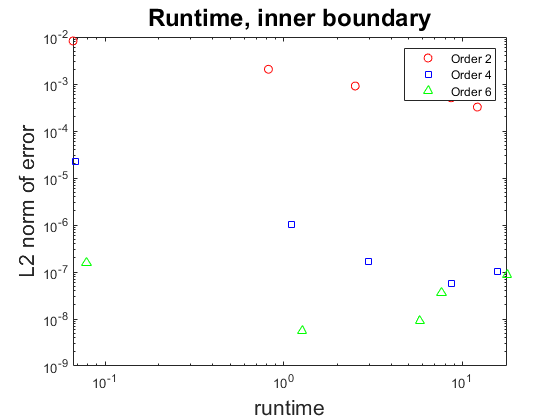 Runtime, inner boundary
L2 norm of error
10^-2
10^-3
10^-4
10^-5
10^-6
10^-7
10^-8
10^-9
Order 2
Order 4
Order 6
10^-1
10^0
10^1
runtime